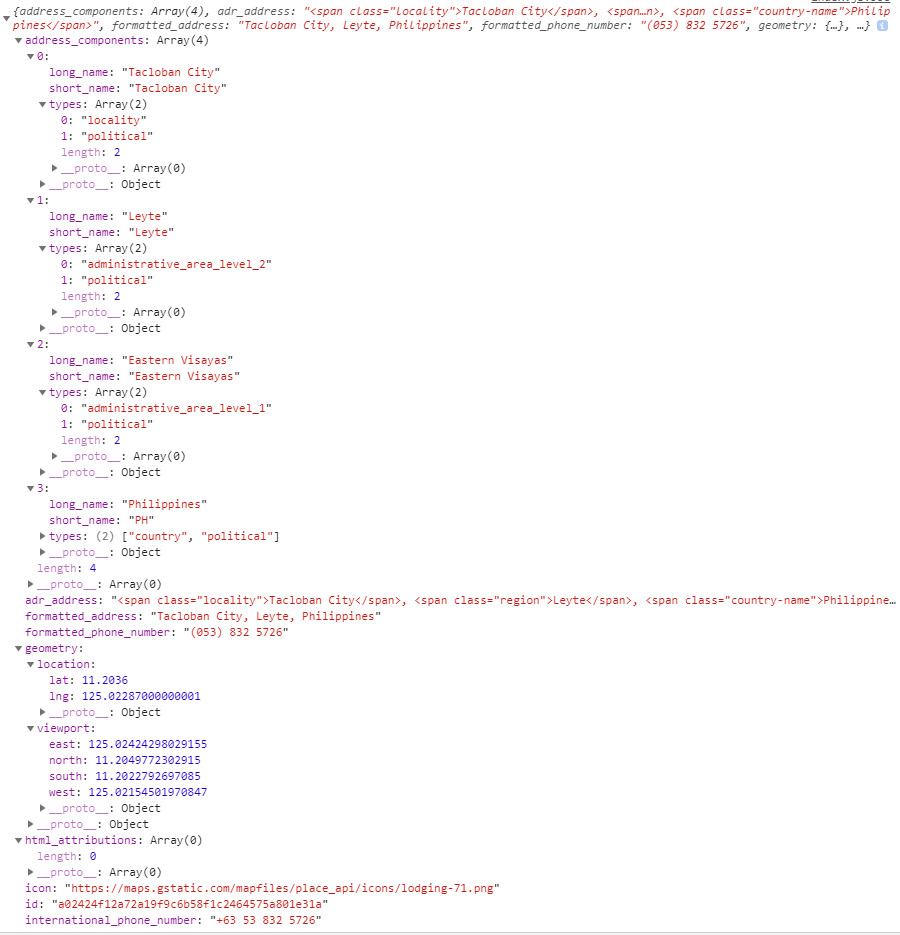 {address_components: Array(4), adr_address: "<span class="locality">Tacloban City</span>, <span…n>, <span class="country-name">Philip
pines</span>", formatted_address: "Tacloban City, Leyte, Philippines", formatted_phone_number: "(053) 832 5726", geometry: {…}, …} i
▼address_components: Array(4)
▼0:
long_name: "Tacloban City"
short_name: "Tacloban City"
▼types: Array(2)
0: "locality"
1: "political"
length: 2
▶__proto__: Array(0)
▶__proto__: Object
▼1:
long_name: "Leyte"
short_name: "Leyte"
▼types: Array(2)
0: "administrative_area_level_2"
1: "political"
length: 2
▶__proto__: Array(0)
▶__proto__: Object
▼2:
long_name: "Eastern Visayas"
short_name: "Eastern Visayas"
▼types: Array(2)
0: "administrative_area_level_1"
1: "political"
length: 2
▶__proto__: Array(0)
▶__proto__: Object
▼3:
long_name: "Philippines"
short_name: "PH"
▶types: (2) ["country", "political"]
▶__proto__: Object
length: 4
▶__proto__: Array(0)
adr_address: "<span class="locality">Tacloban City</span>, <span class="region">Leyte</span>, <span class="country-name">Philippine…
formatted_address: "Tacloban City, Leyte, Philippines"
formatted_phone_number: "(053) 832 5726"
▼geometry:
▼location:
lat: 11.2036
lng: 125.02287000000001
▶__proto__: Object
▼viewport:
east: 125.02424298029155
north: 11.2049772302915
south: 11.2022792697085
west: 125.02154501970847
▶__proto__: Object
▶__proto__: Object
▼html_attributions: Array(0)
length: 0
▶__proto__: Array(0)
icon: "https://maps.gstatic.com/mapfiles/place_api/icons/lodging-71.png"
id: "a02424f12a72a19f9c6b58f1c2464575a801e31a"
international_phone_number: "+63 53 832 5726"